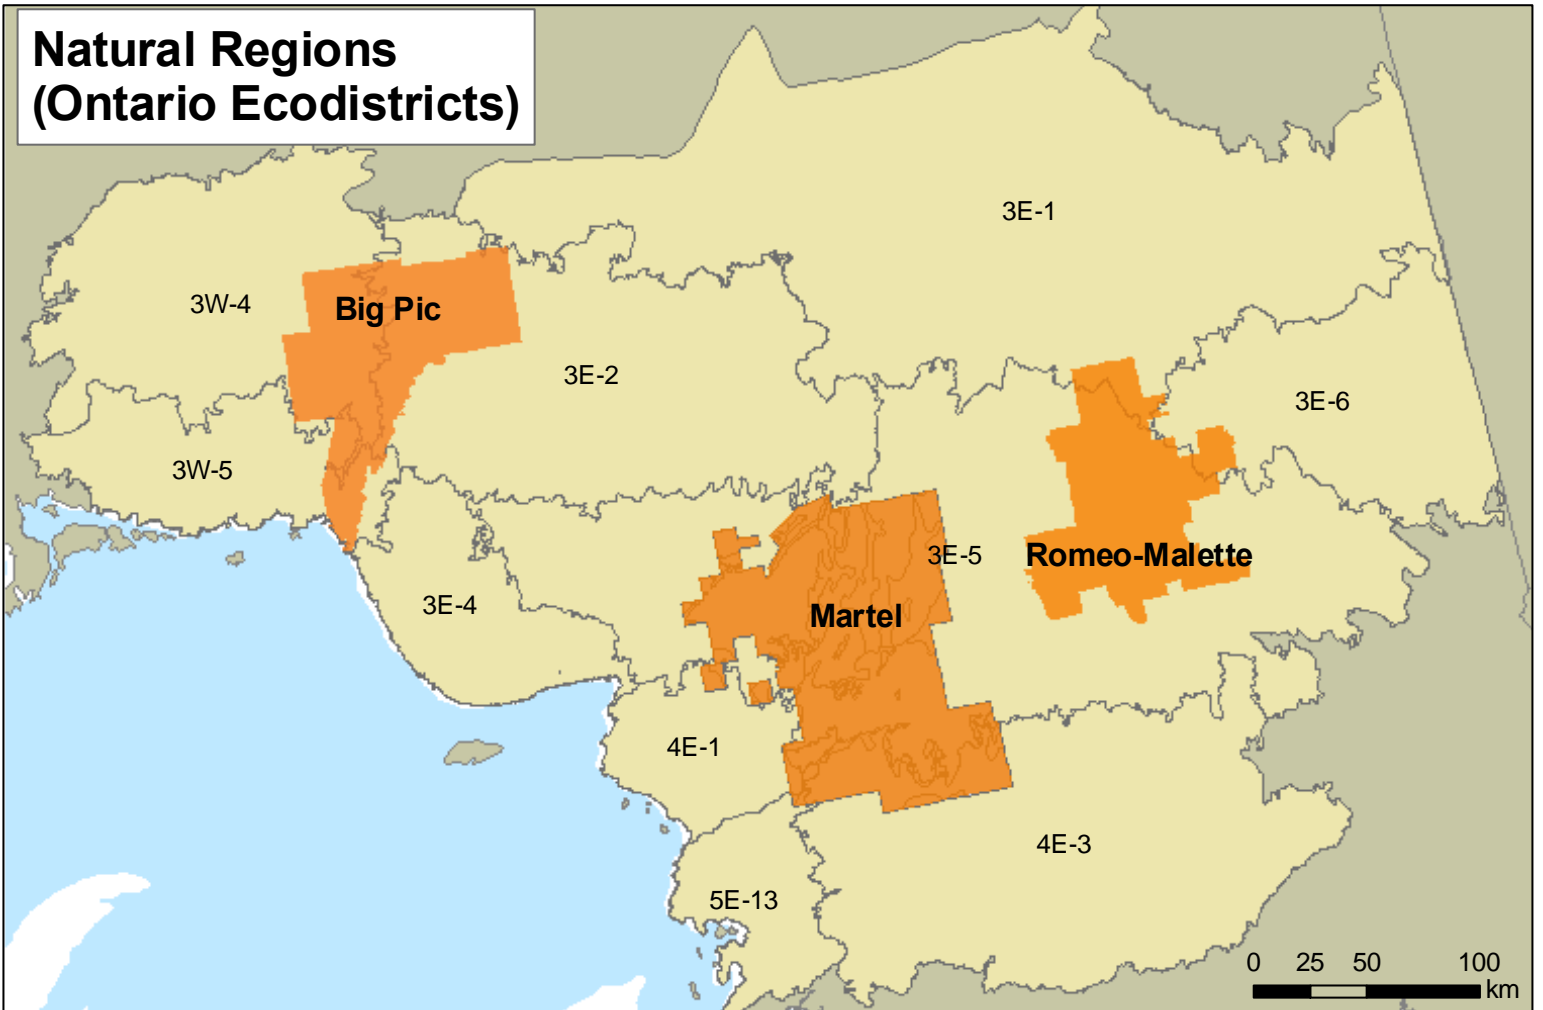 Natural Regions
(Ontario Ecodistricts)
3E-1
3W-4
Big Pic
3E-2
3E-6
3W-5
3E-5
Romeo-Malette
3E-4
Martel
4E-1
4E-3
5E-13
0 25 50 100
km